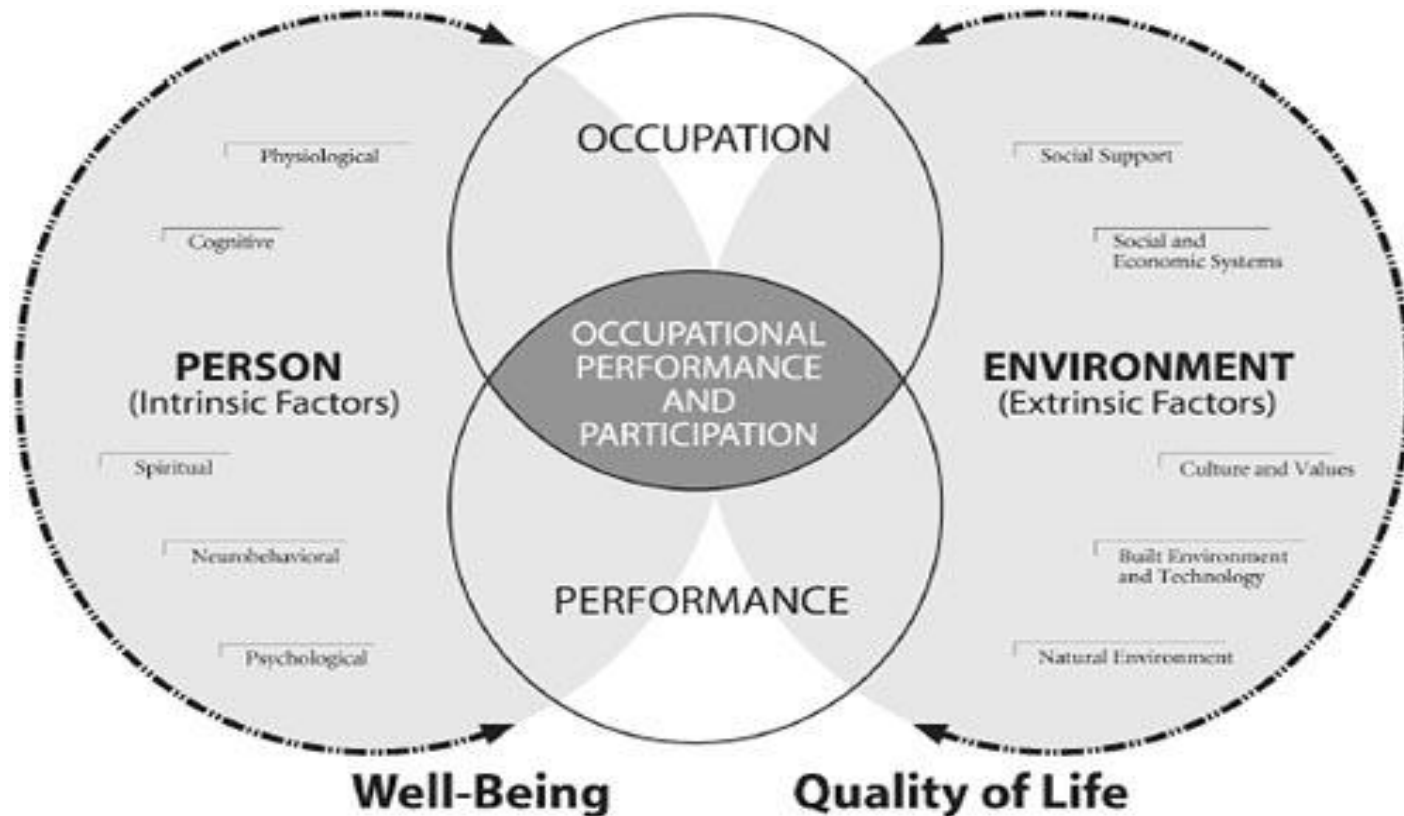 OCCUPATION
Physiological
Social Support
Cognitive
Social and
Economic Systems
OCCUPATIONAL
PERFORMANCE
AND
PARTICIPATION
PERSON
(Intrinsic Factors)
ENVIRONMENT
(Extrinsic Factors)
Spiritual
Culture and Values
Neurobehavioral
Built Environment
and Technology
PERFORMANCE
Psychological
Natural Environment
Well-Being
Quality of Life